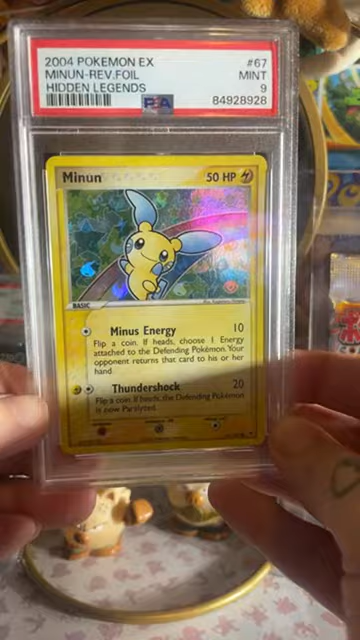 2004 POKEMON EX #67
MINUN-REV.FOIL MINT
HIDDEN LEGENDS 9
PSA 84928928
Minun 50 HP
BASIC
Minus Energy 10
Flip a coin. If heads, choose 1 Energy
attached to the Defending Pokémon. Your
opponent returns that card to his or her
hand.
Thundershock 20
Flip a coin. If heads, the Defending Pokémon
is now Paralyzed.